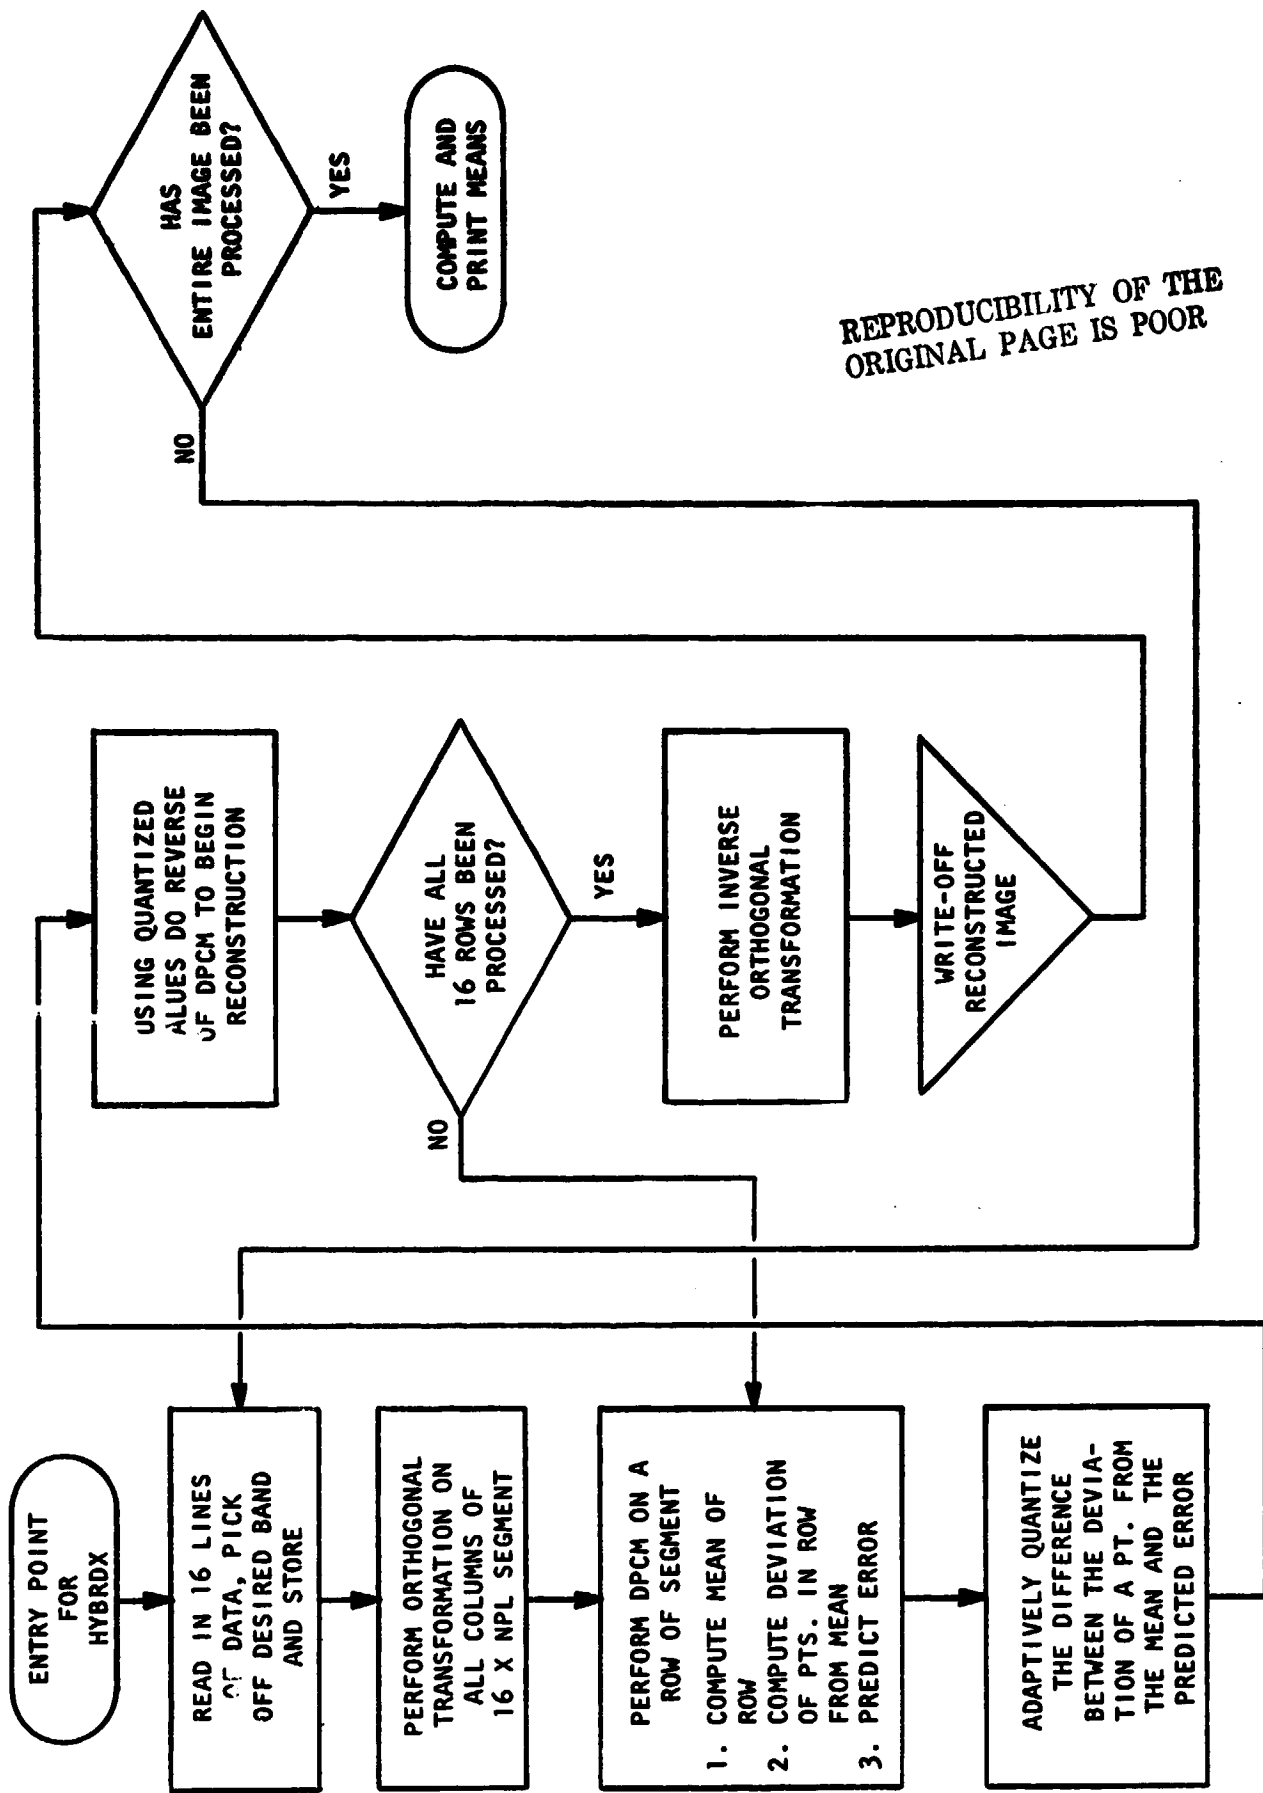 ENTRY POINT
FOR
HYBRDX
READ IN 16 LINES
OF DATA, PICK
OFF DESIRED BAND
AND STORE
PERFORM ORTHOGONAL
TRANSFORMATION ON
ALL COLUMNS OF
16 X NPL SEGMENT
PERFORM DPCM ON A
ROW OF SEGMENT
1. COMPUTE MEAN OF
ROW
2. COMPUTE DEVIATION
OF PTS. IN ROW
FROM MEAN
3. PREDICT ERROR
ADAPTIVELY QUANTIZE
THE DIFFERENCE
BETWEEN THE DEVIA-
TION OF A PT. FROM
THE MEAN AND THE
PREDICTED ERROR
USING QUANTIZED
ALUES DO REVERSE
OF DPCM TO BEGIN
RECONSTRUCTION
HAVE ALL
16 ROWS BEEN
PROCESSED?
NO
YES
PERFORM INVERSE
ORTHOGONAL
TRANSFORMATION
WRITE-OFF
RECONSTRUCTED
IMAGE
HAS
ENTIRE IMAGE BEEN
PROCESSED?
NO
YES
COMPUTE AND
PRINT MEANS
REPRODUCIBILITY OF THE
ORIGINAL PAGE IS POOR